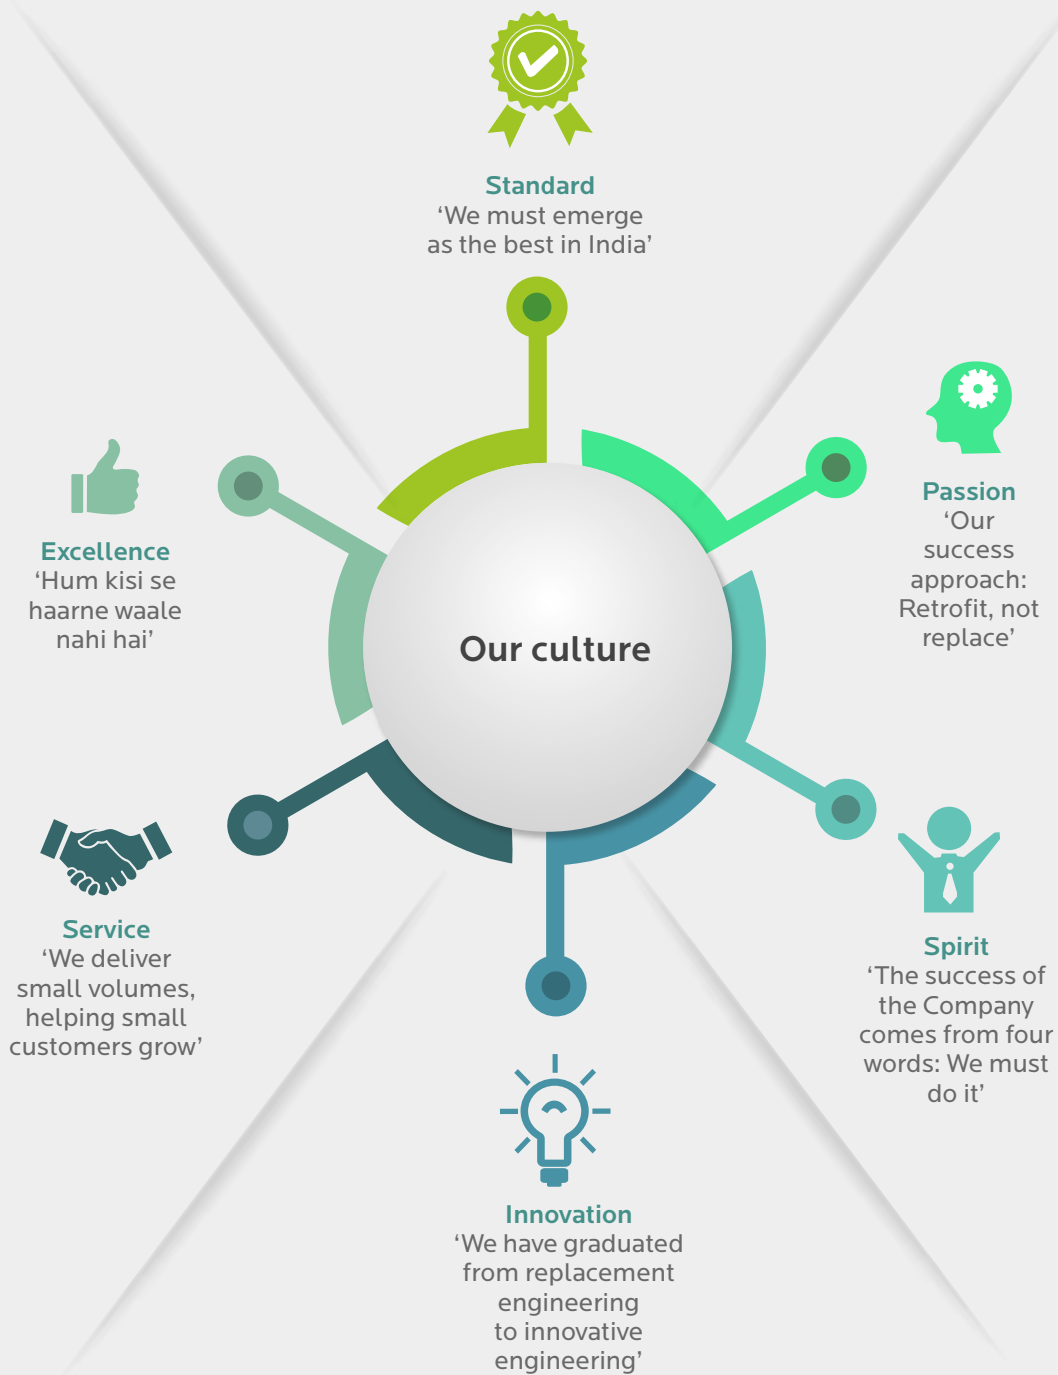 Standard
‘We must emerge
as the best in India’
Passion
‘Our
success
approach:
Retrofit, not
replace’
Excellence
‘Hum kisi se
haarne waale
nahi hai’
Our culture
Service
‘We deliver
small volumes,
helping small
customers grow’
Spirit
‘The success of
the Company
comes from four
words: We must
do it’
Innovation
‘We have graduated
from replacement
engineering
to innovative
engineering’